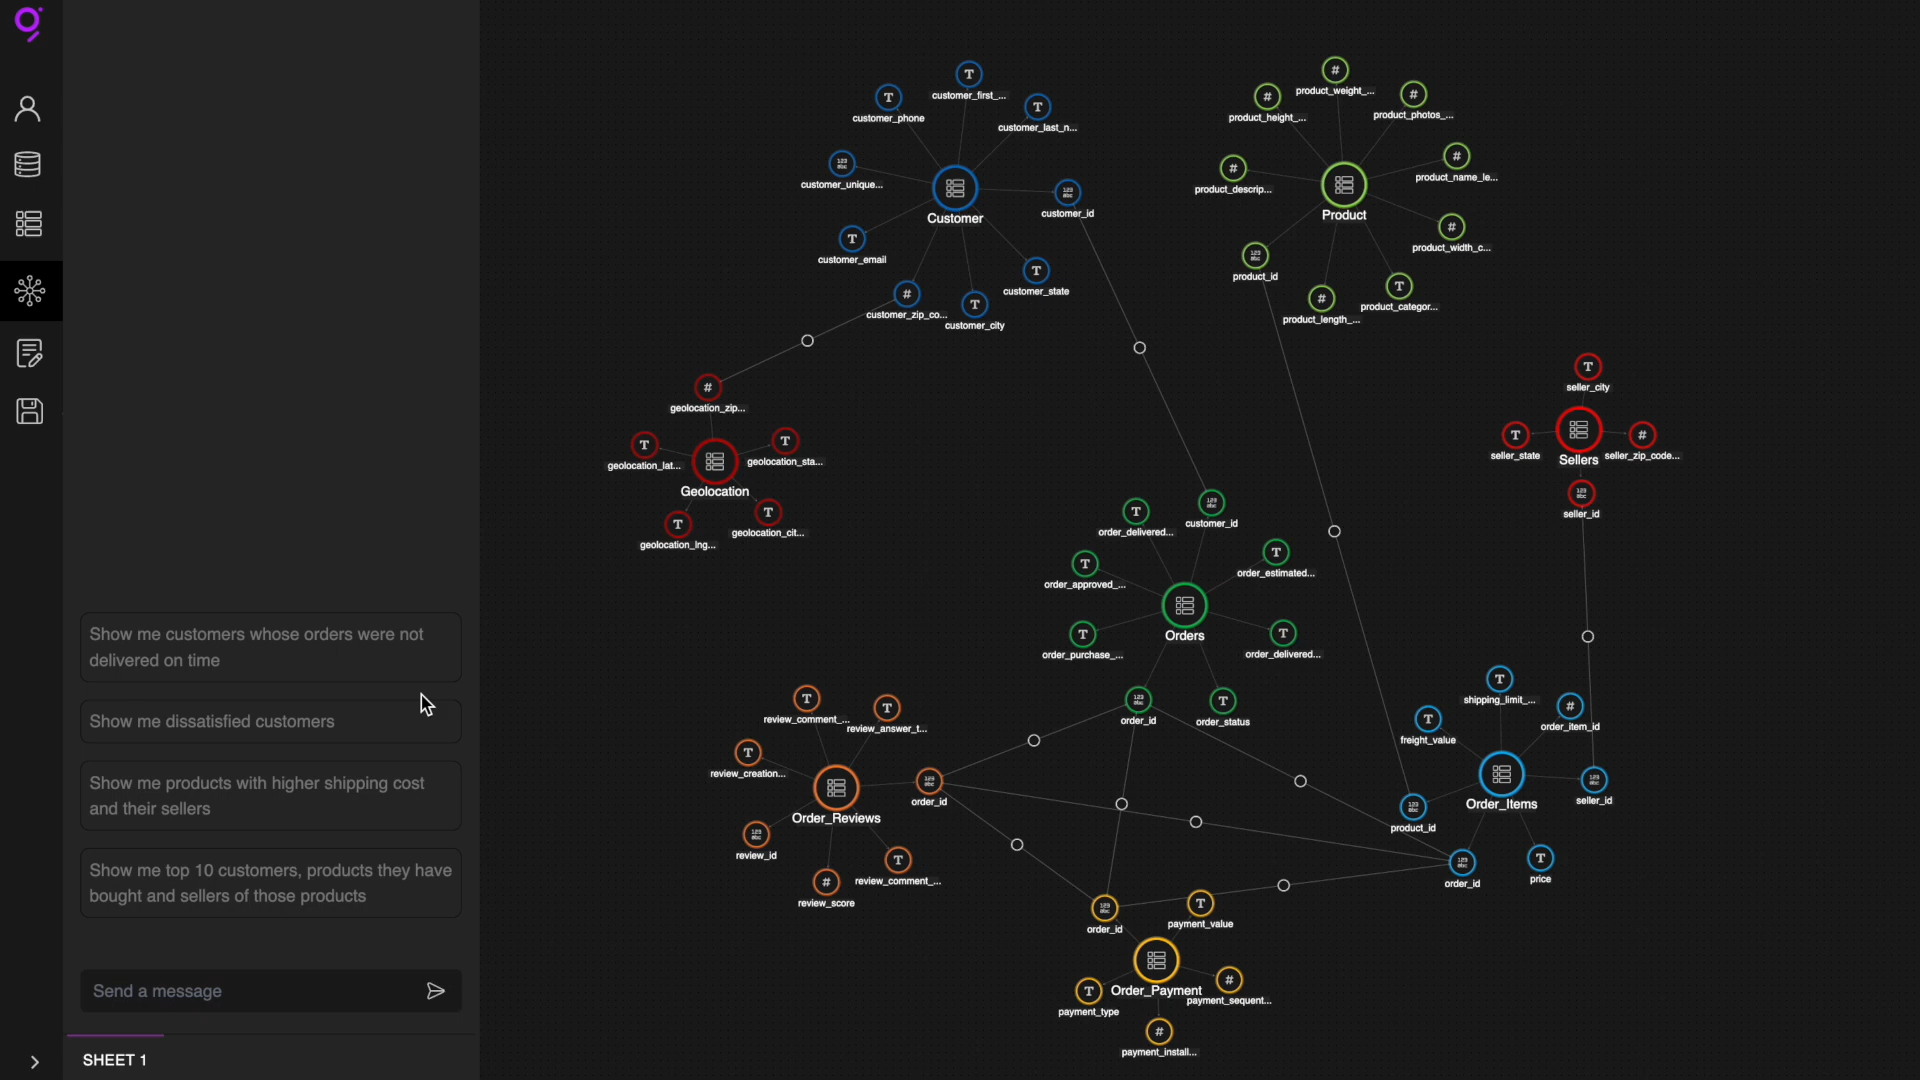 customer_first_...
customer_phone
customer_last_n...
customer_unique...
customer_id
Customer
customer_email
customer_state
customer_zip_co...
customer_city
product_weight_...
product_height_...
product_photos_...
product_name_le...
product_descrip...
Product
product_width_c...
product_id
product_categor...
product_length_...
geolocation_zip...
geolocation_lat...
geolocation_sta...
Geolocation
geolocation_cit...
geolocation_lng...
seller_city
seller_state
Sellers
seller_zip_code...
seller_id
customer_id
order_delivered...
order_estimated...
order_approved_...
Orders
order_purchase_...
order_delivered...
order_id
order_status
review_comment_...
review_answer_t...
review_creation...
order_id
Order_Reviews
review_id
review_comment_...
review_score
shipping_limit_...
order_item_id
freight_value
Order_Items
seller_id
product_id
order_id
price
order_id
payment_value
Order_Payment
payment_sequent...
payment_type
payment_install...
Show me customers whose orders were not
delivered on time
Show me dissatisfied customers
Show me products with higher shipping cost
and their sellers
Show me top 10 customers, products they have
bought and sellers of those products
Send a message
SHEET 1